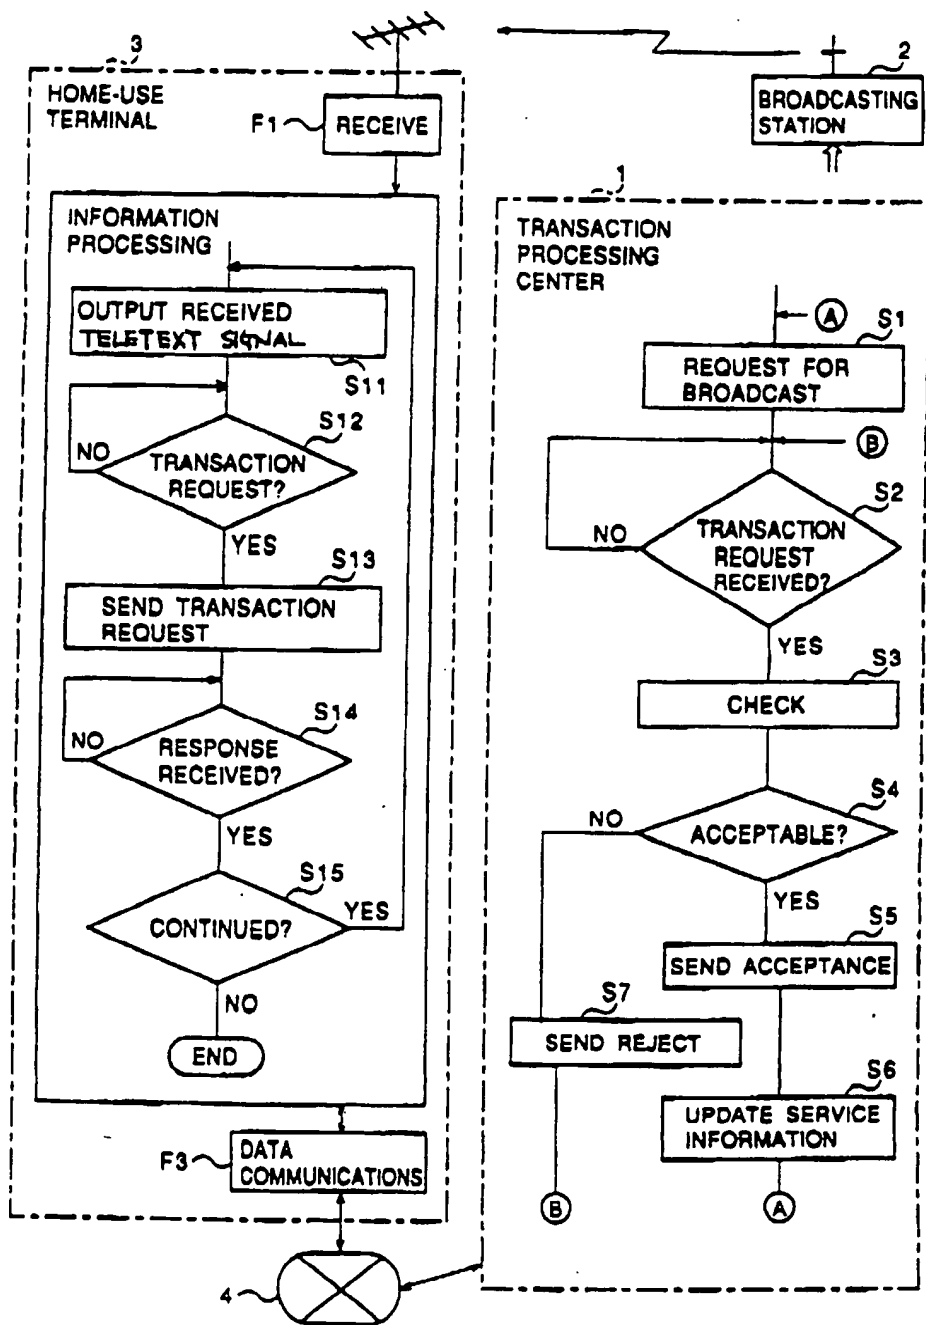 3
HOME-USE
TERMINAL
F1
RECEIVE
2
BROADCASTING
STATION
INFORMATION
PROCESSING
OUTPUT RECEIVED
TELETEXT SIGNAL
S11
S12
NO
TRANSACTION
REQUEST?
YES
S13
SEND TRANSACTION
REQUEST
S14
NO
RESPONSE
RECEIVED?
YES
S15
CONTINUED?
YES
NO
END
F3
DATA
COMMUNICATIONS
4
1
TRANSACTION
PROCESSING
CENTER
A
S1
REQUEST FOR
BROADCAST
B
S2
NO
TRANSACTION
REQUEST
RECEIVED?
YES
S3
CHECK
S4
NO
ACCEPTABLE?
YES
S5
SEND ACCEPTANCE
S7
SEND REJECT
S6
UPDATE SERVICE
INFORMATION
B
A